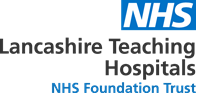 NHS
Lancashire Teaching
Hospitals
NHS Foundation Trust